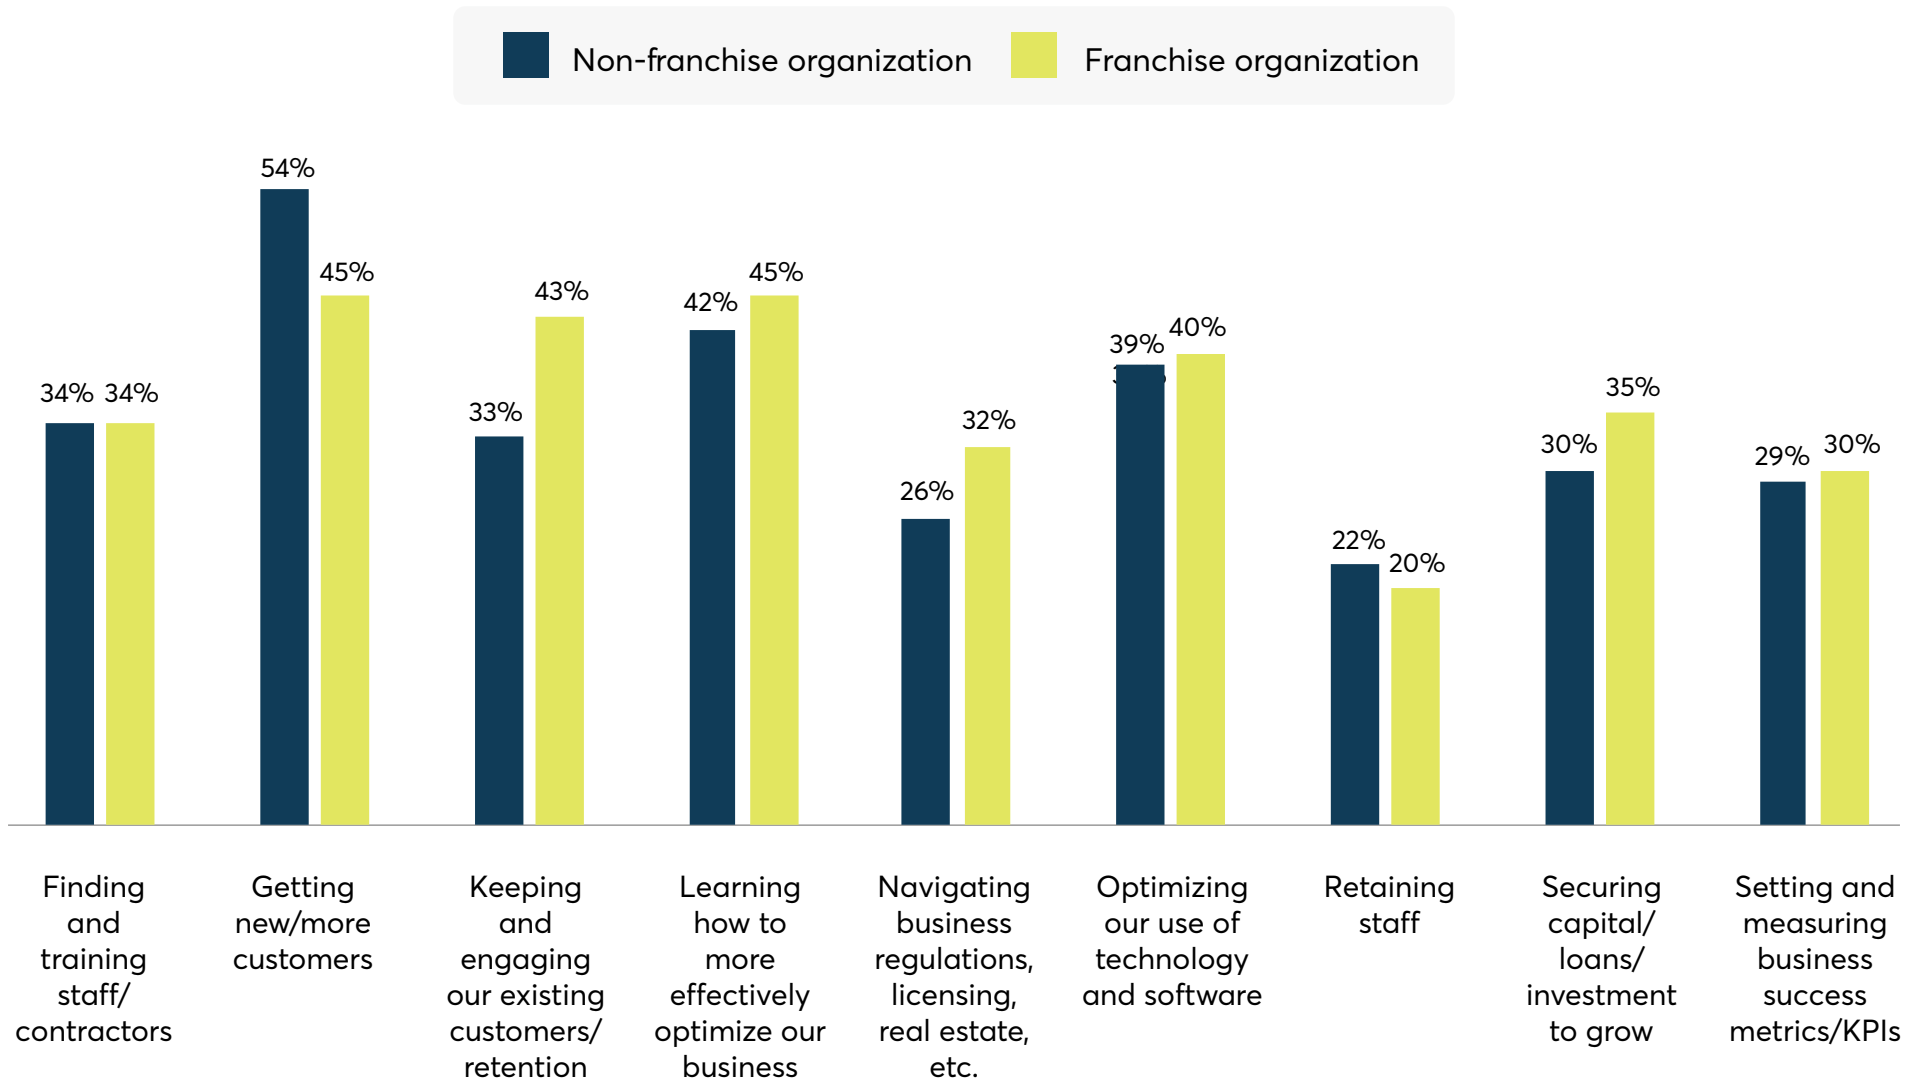 Non-franchise organization
Franchise organization
34% 34%
54%
45%
33%
43%
42%
45%
26%
32%
39%
40%
22%
20%
30%
35%
29%
30%
Finding
and
training
staff/
contractors
Getting
new/more
customers
Keeping
and
engaging
our existing
customers/
retention
Learning
how to
more
effectively
optimize our
business
Navigating
business
regulations,
licensing,
real estate,
etc.
Optimizing
our use of
technology
and software
Retaining
staff
Securing
capital/
loans/
investment
to grow
Setting and
measuring
business
success
metrics/KPIs